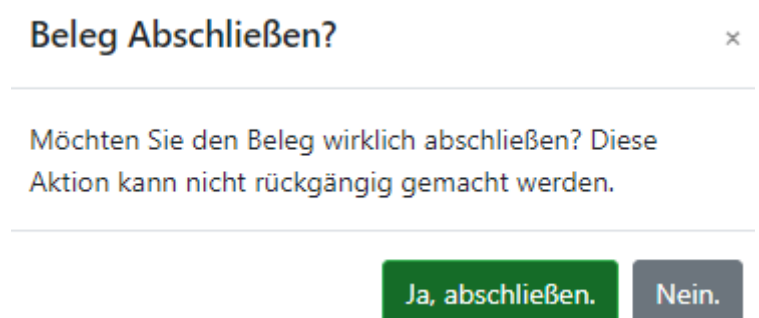 Beleg Abschließen?
×
Möchten Sie den Beleg wirklich abschließen? Diese
Aktion kann nicht rückgängig gemacht werden.
Ja, abschließen.
Nein.